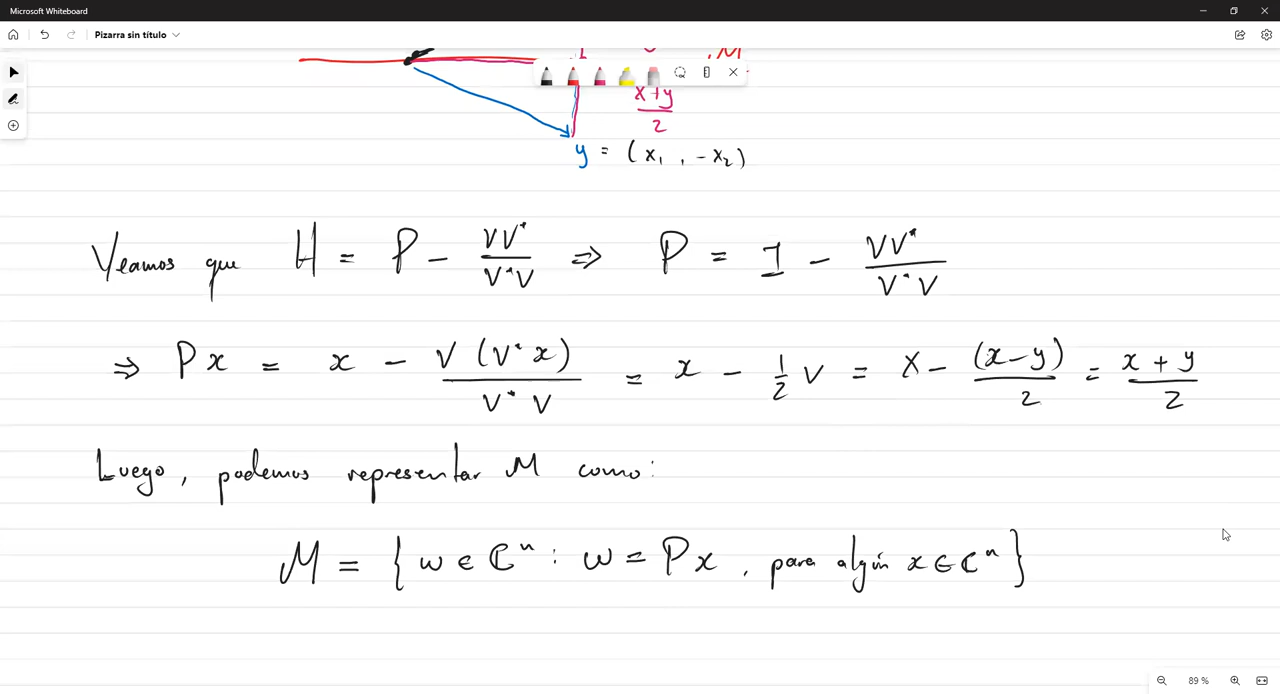 Microsoft Whiteboard
Pizarra sin título
M
x+y
2
y = (x₁, -x₂)
Veamos que H = P - VV* / V*V ⇒ P = I - VV* / V*V
⇒ Px = x - V (V* x) / V* V = x - 1/2 V = X - (x-y) / 2 = x + y / 2
Luego, podemos representar M como:
M = { w ∈ ℂⁿ : w = Px, para algún x ∈ ℂⁿ }
89 %